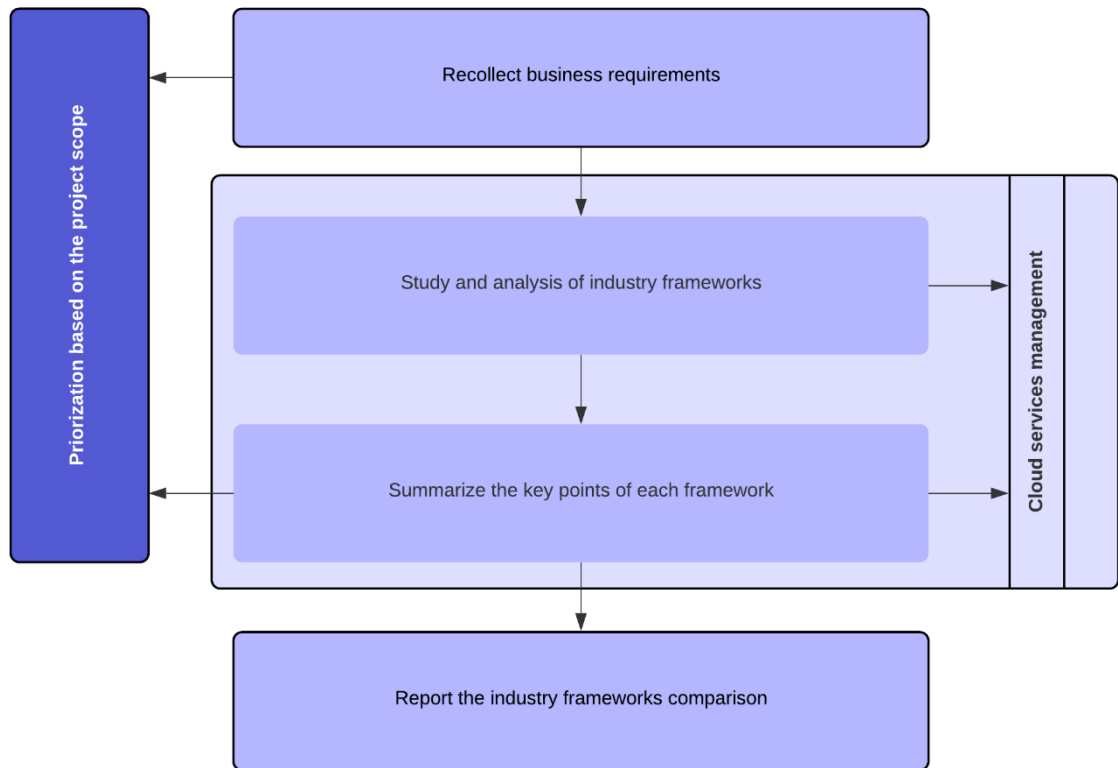 Recollect business requirements
Priorization based on the project scope
Study and analysis of industry frameworks
Cloud services management
Summarize the key points of each framework
Report the industry frameworks comparison